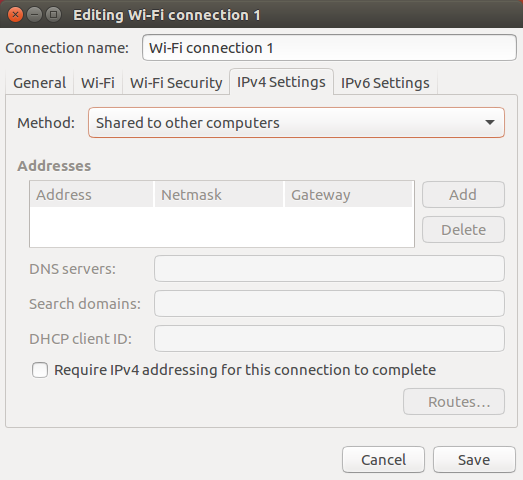 Editing Wi-Fi connection 1
Connection name: Wi-Fi connection 1
General Wi-Fi Wi-Fi Security IPv4 Settings IPv6 Settings
Method: Shared to other computers
Addresses
Address Netmask Gateway Add
Delete
DNS servers:
Search domains:
DHCP client ID:
Require IPv4 addressing for this connection to complete
Routes...
Cancel Save